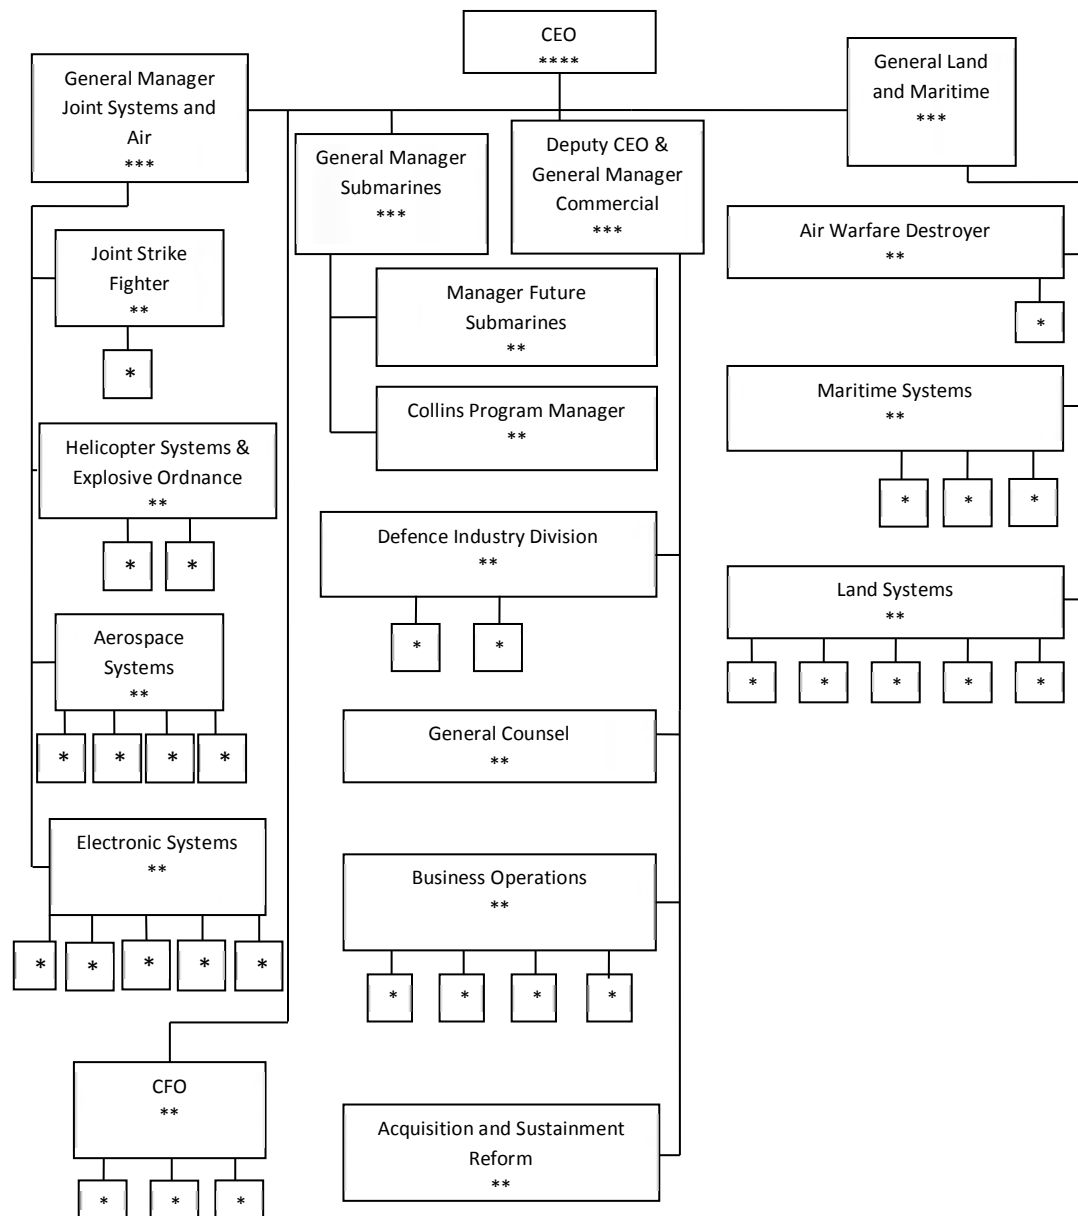 CEO
****
General Manager
Joint Systems and
Air
***
General Manager
Submarines
***
Deputy CEO &
General Manager
Commercial
***
General Land
and Maritime
***
Joint Strike
Fighter
**
*
Helicopter Systems &
Explosive Ordnance
**
* *
Aerospace
Systems
**
* * * *
Electronic Systems
**
* * * * *
CFO
**
* * *
Manager Future
Submarines
**
Collins Program Manager
**
Defence Industry Division
**
* *
General Counsel
**
Business Operations
**
* * * *
Acquisition and Sustainment
Reform
**
Air Warfare Destroyer
**
*
Maritime Systems
**
* * *
Land Systems
**
* * * * *